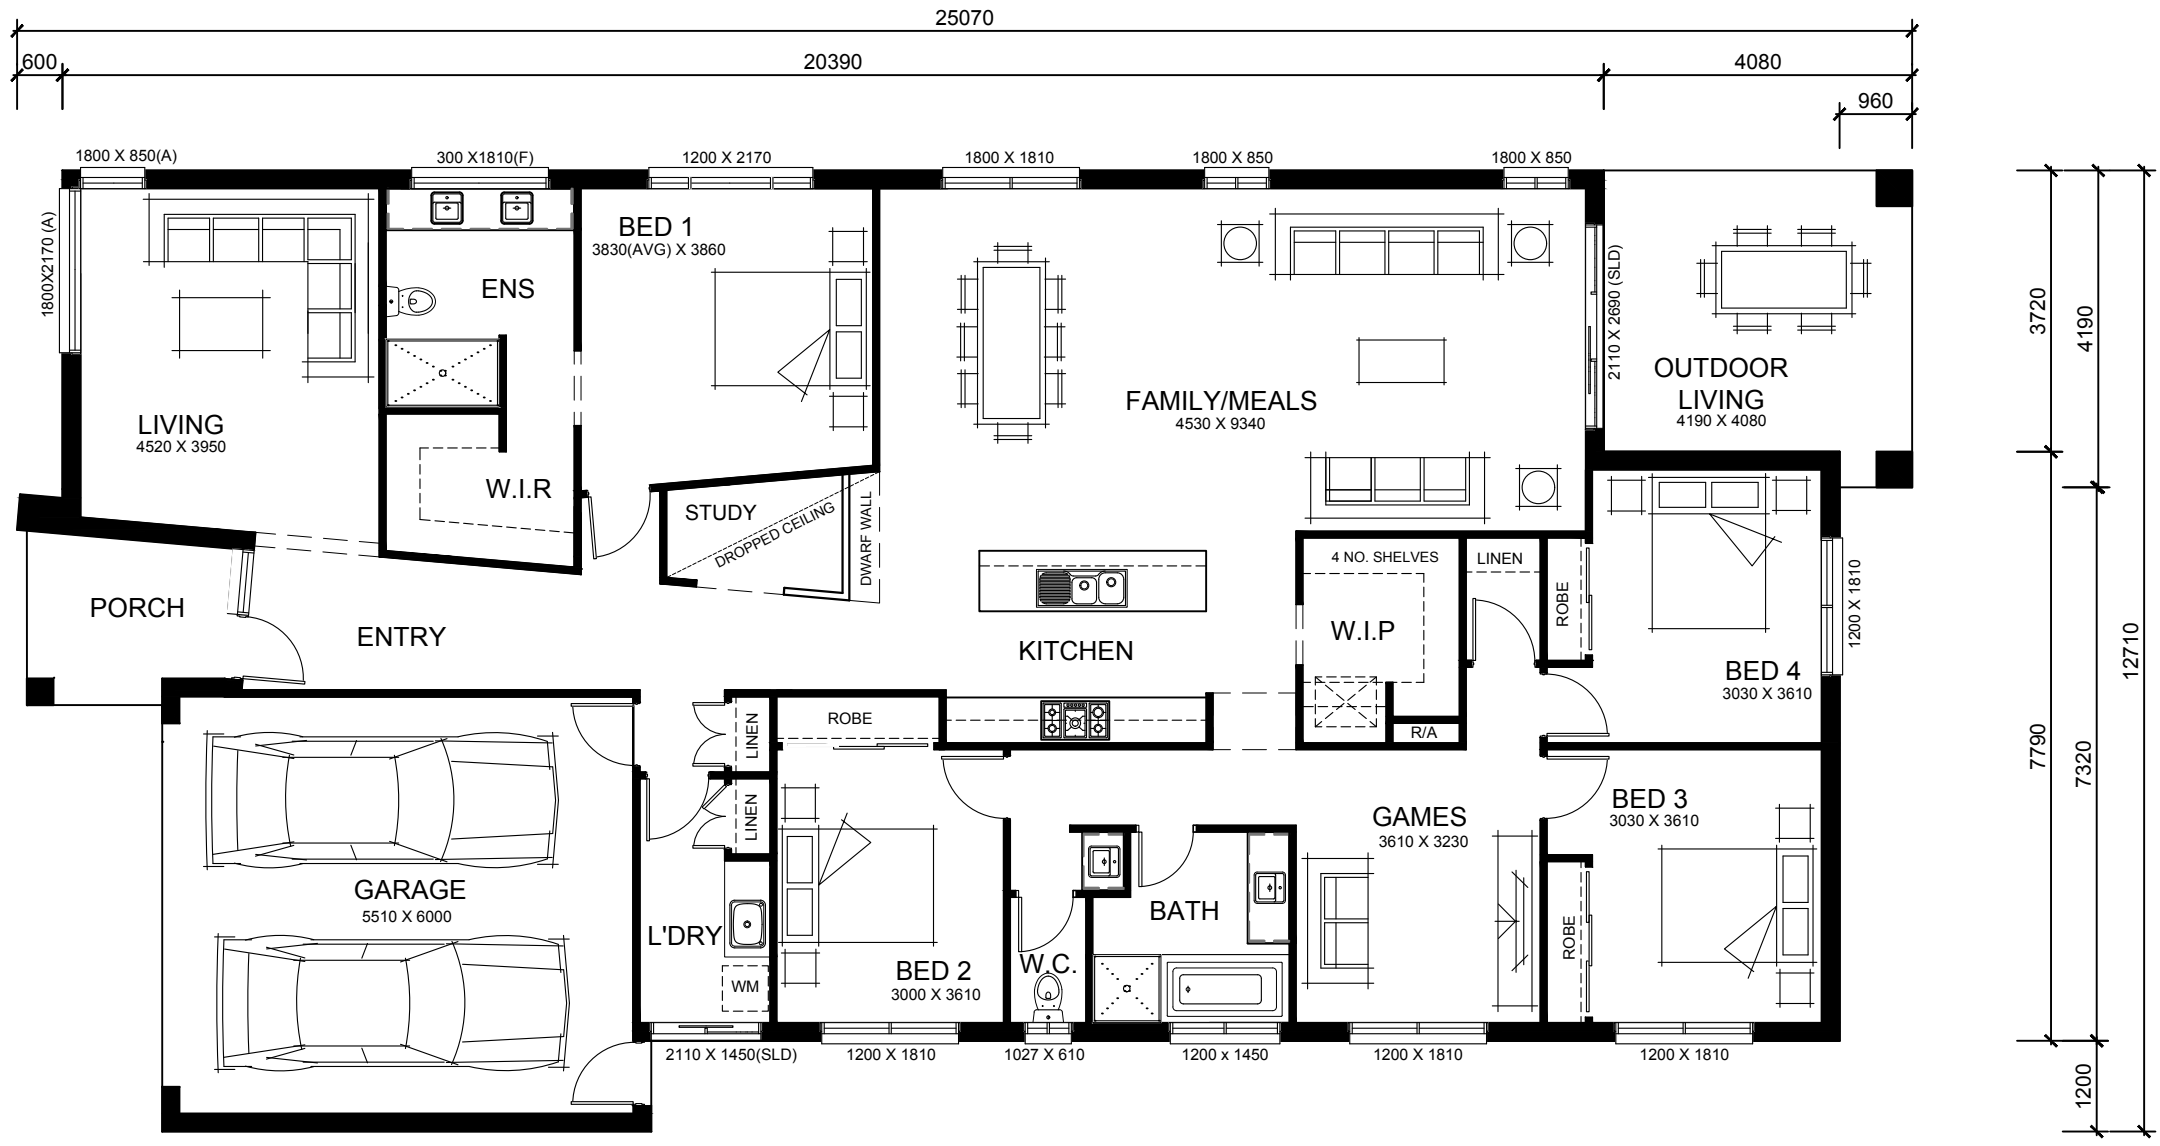 25070
600
20390
4080
960
1800 X 850(A)
300 X1810(F)
1200 X 2170
1800 X 1810
1800 X 850
1800 X 850
1800X2170 (A)
BED 1
3830(AVG) X 3860
ENS
LIVING
4520 X 3950
FAMILY/MEALS
4530 X 9340
2110 X 2690 (SLD)
OUTDOOR
LIVING
4190 X 4080
3720
4190
W.I.R
STUDY
DROPPED CEILING
DWARF WALL
4 NO. SHELVES
LINEN
ROBE
1200 X 1810
PORCH
ENTRY
KITCHEN
W.I.P
BED 4
3030 X 3610
12710
7790
7320
LINEN
ROBE
R/A
LINEN
GARAGE
5510 X 6000
GAMES
3610 X 3230
BED 3
3030 X 3610
L'DRY
BATH
ROBE
WM
BED 2
3000 X 3610
W.C.
2110 X 1450(SLD)
1200 X 1810
1027 X 610
1200 x 1450
1200 X 1810
1200 X 1810
1200